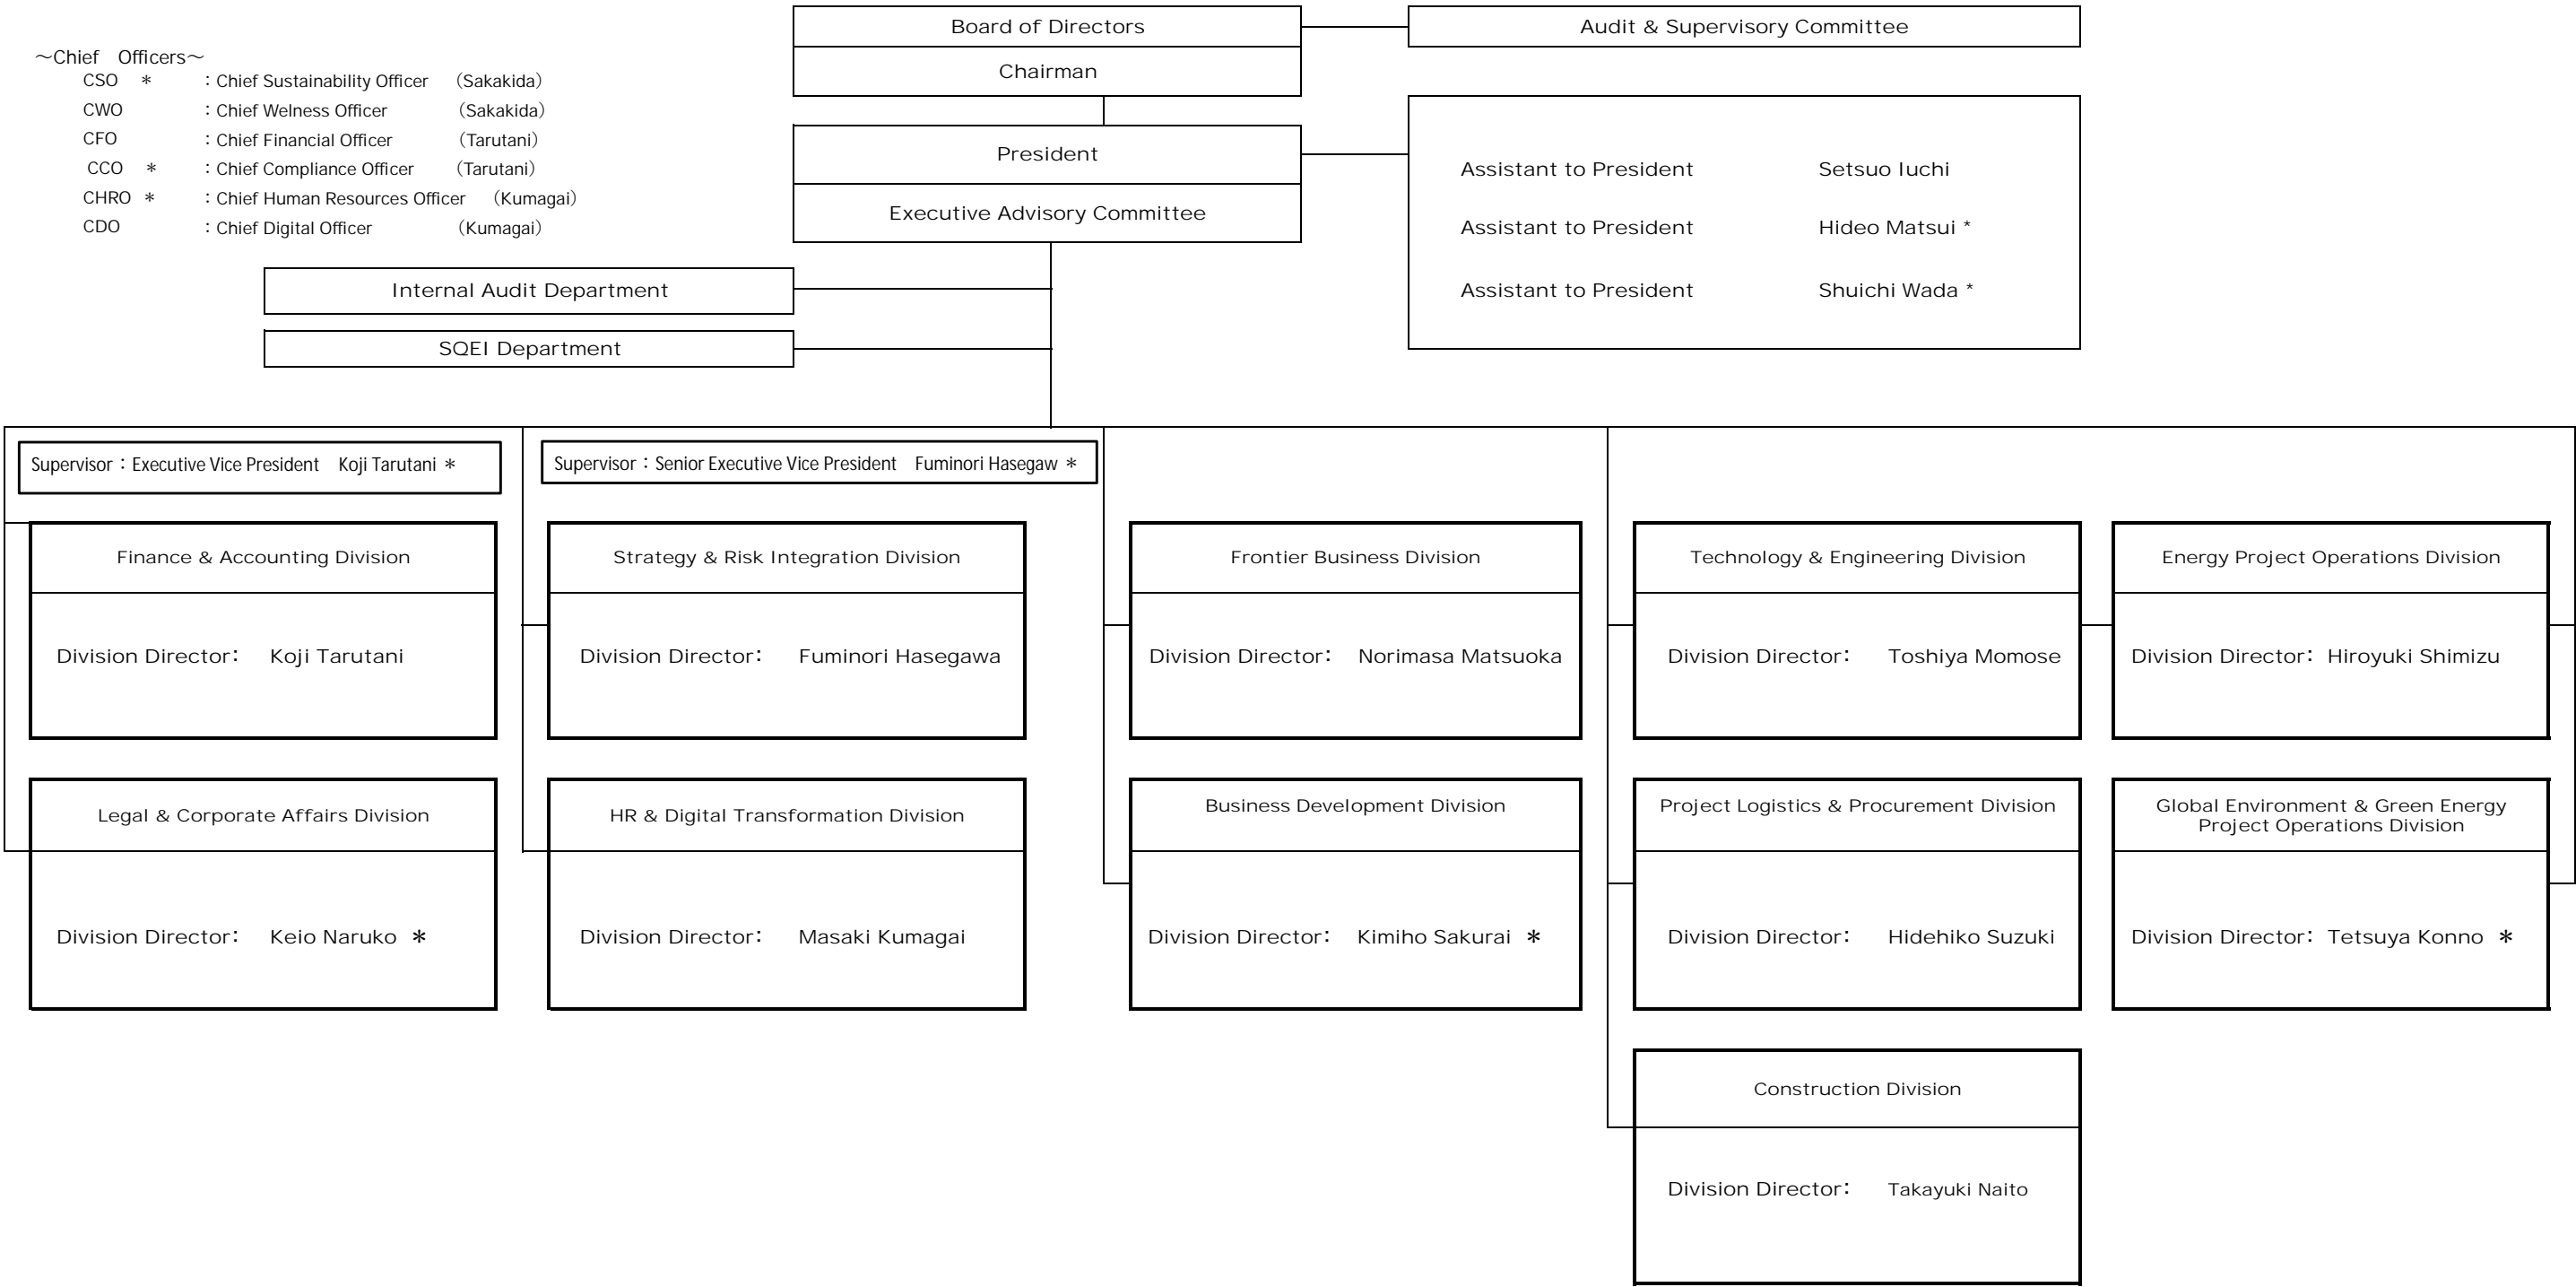 Board of Directors
Audit & Supervisory Committee
Chairman
～Chief Officers～
CSO * ：Chief Sustainability Officer （Sakakida）
CWO ：Chief Welness Officer （Sakakida）
CFO ：Chief Financial Officer （Tarutani）
CCO * ：Chief Compliance Officer （Tarutani）
CHRO * ：Chief Human Resources Officer （Kumagai）
CDO ：Chief Digital Officer （Kumagai）
President
Executive Advisory Committee
Assistant to President Setsuo Iuchi
Assistant to President Hideo Matsui *
Assistant to President Shuichi Wada *
Internal Audit Department
SQEI Department
Supervisor：Executive Vice President Koji Tarutani *
Supervisor：Senior Executive Vice President Fuminori Hasegaw *
Finance & Accounting Division
Division Director： Koji Tarutani
Strategy & Risk Integration Division
Division Director： Fuminori Hasegawa
Frontier Business Division
Division Director： Norimasa Matsuoka
Technology & Engineering Division
Division Director： Toshiya Momose
Energy Project Operations Division
Division Director： Hiroyuki Shimizu
Legal & Corporate Affairs Division
Division Director： Keio Naruko *
HR & Digital Transformation Division
Division Director： Masaki Kumagai
Business Development Division
Division Director： Kimiho Sakurai *
Project Logistics & Procurement Division
Division Director： Hidehiko Suzuki
Global Environment & Green Energy
Project Operations Division
Division Director： Tetsuya Konno *
Construction Division
Division Director： Takayuki Naito